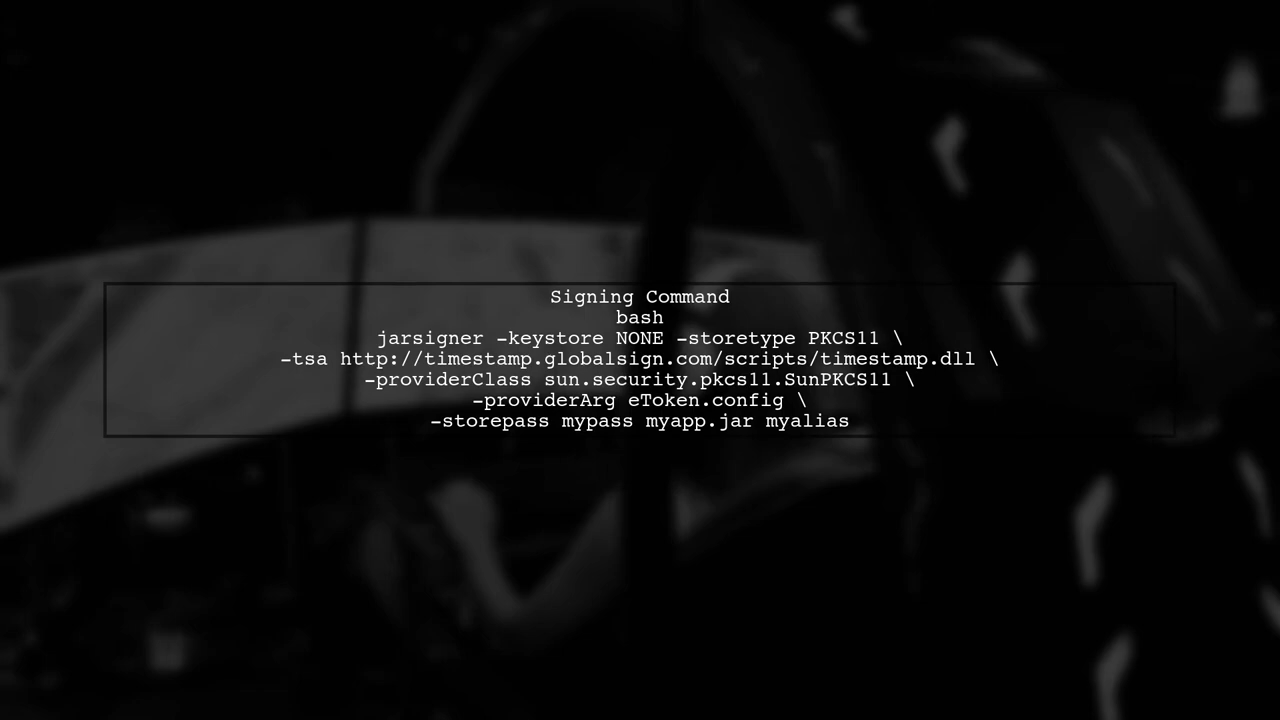 Signing Command
bash
jarsigner -keystore NONE -storetype PKCS11 \
-tsa http://timestamp.globalsign.com/scripts/timestamp.dll \
-providerClass sun.security.pkcs11.SunPKCS11 \
-providerArg eToken.config \
-storepass mypass myapp.jar myalias